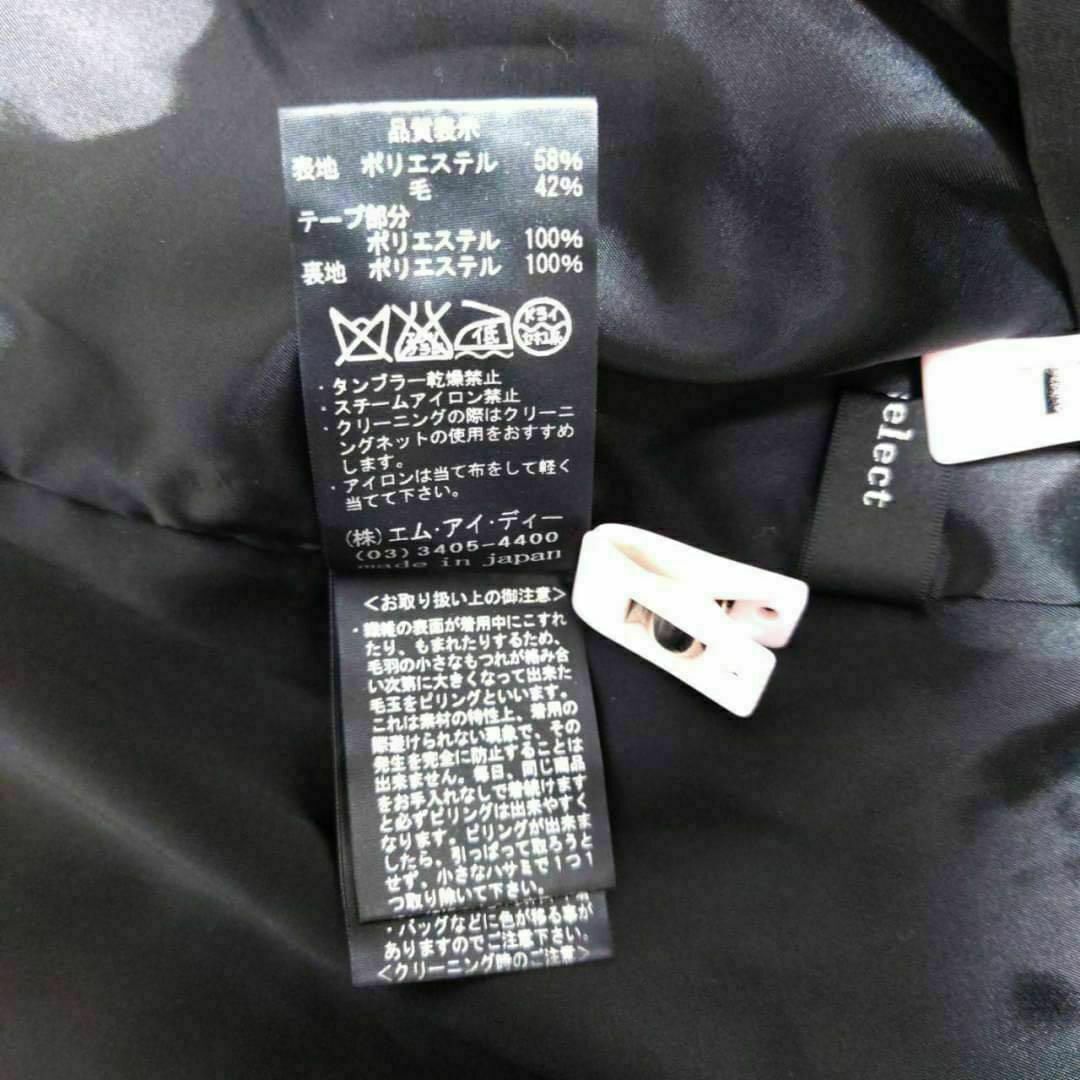 品質表示
表地 ポリエステル 58%
毛 42%
テープ部分
ポリエステル 100%
裏地 ポリエステル 100%
低
ドライ
・タンブラー乾燥禁止
・スチームアイロン禁止
・クリーニングの際はクリーニ
ングネットの使用をおすすめ
します。
・アイロンは当て布をして軽く
当てて下さい。
(株)エム・アイ・ディー
(03)3405-4400
made in japan
<お取り扱い上の御注意>
・繊維の表面が着用中にこすれ
たり、もまれたりするため、
毛羽の小さなもつれが絡み合
い次第に大きくなって出来た
毛玉をピリングといいます。
これは素材の特性上、着用の
際避けられない現象で、その
発生を完全に防止することは
出来ません。毎日、同じ商品
をお手入れなしで着続けます
と必ずピリングは出来やすく
なります。ピリングが出来ま
したら、引っぱって取ろうと
せず、小さなハサミで1つ1
つ取り除いて下さい。
・バッグなどに色が移る事が
ありますのでご注意下さい。
<クリーニング時のご注意>
select